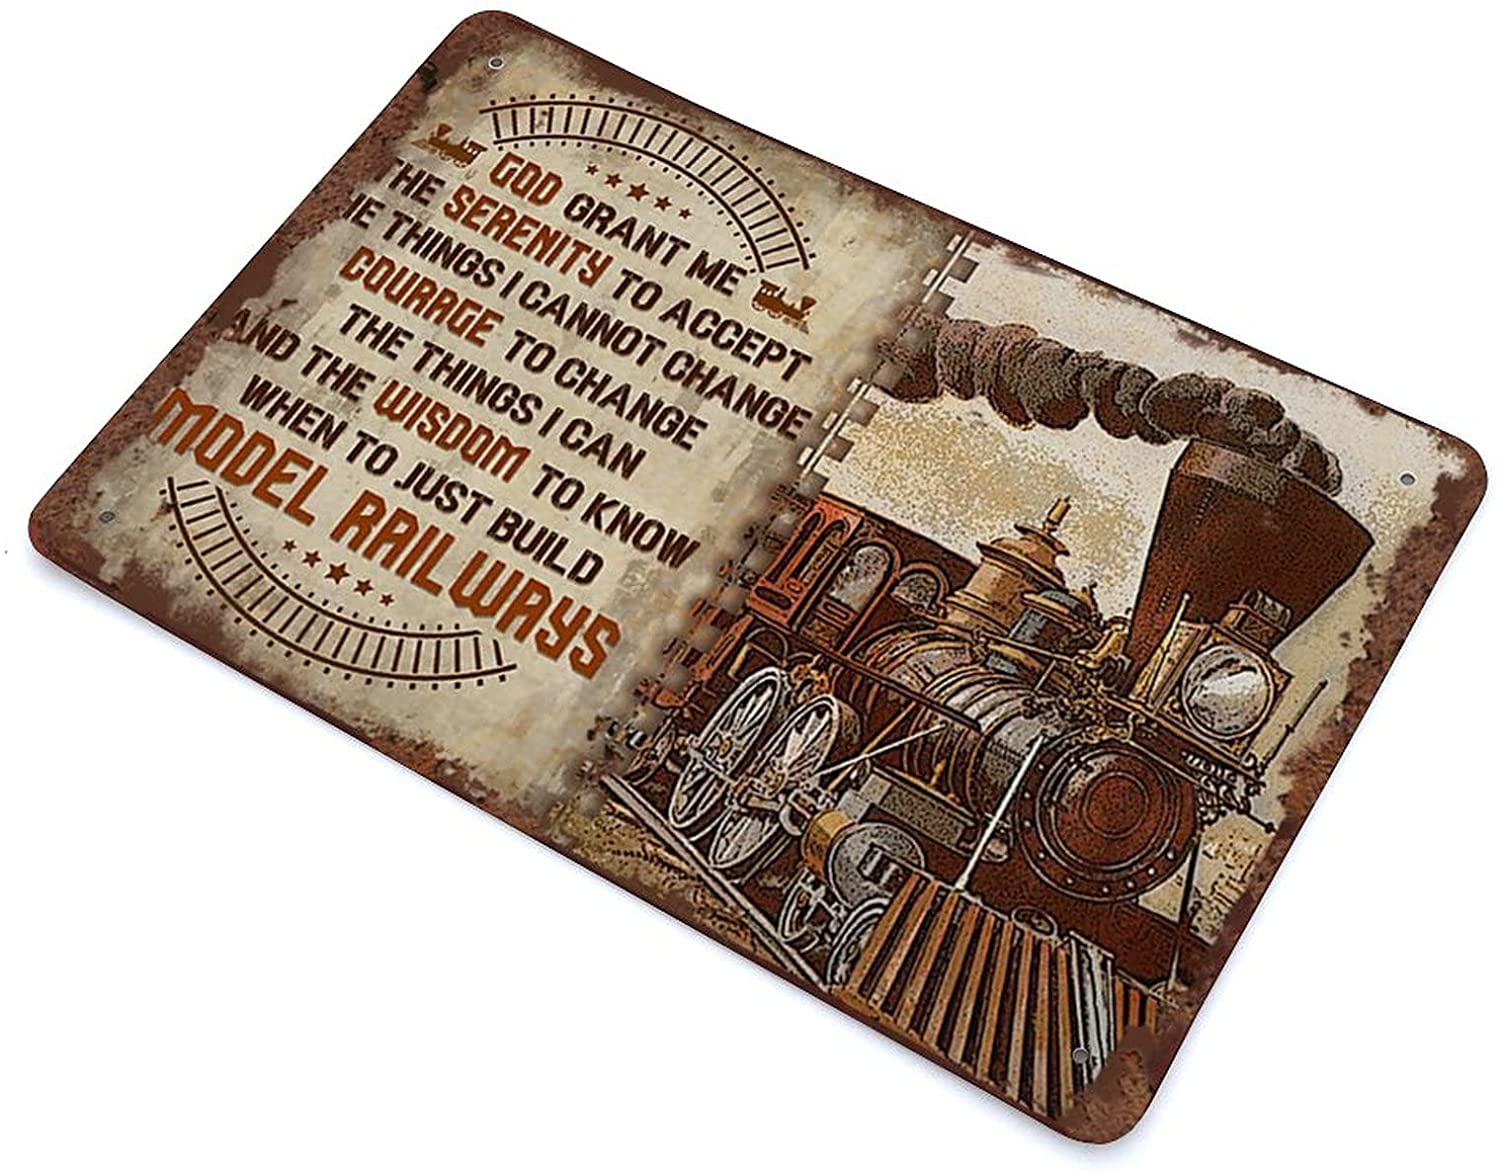 GOD GRANT ME
THE SERENITY TO ACCEPT
HE THINGS I CANNOT CHANGE
COURAGE TO CHANGE
THE THINGS I CAN
AND THE WISDOM TO KNOW
WHEN TO JUST BUILD
MODEL RAILWAYS